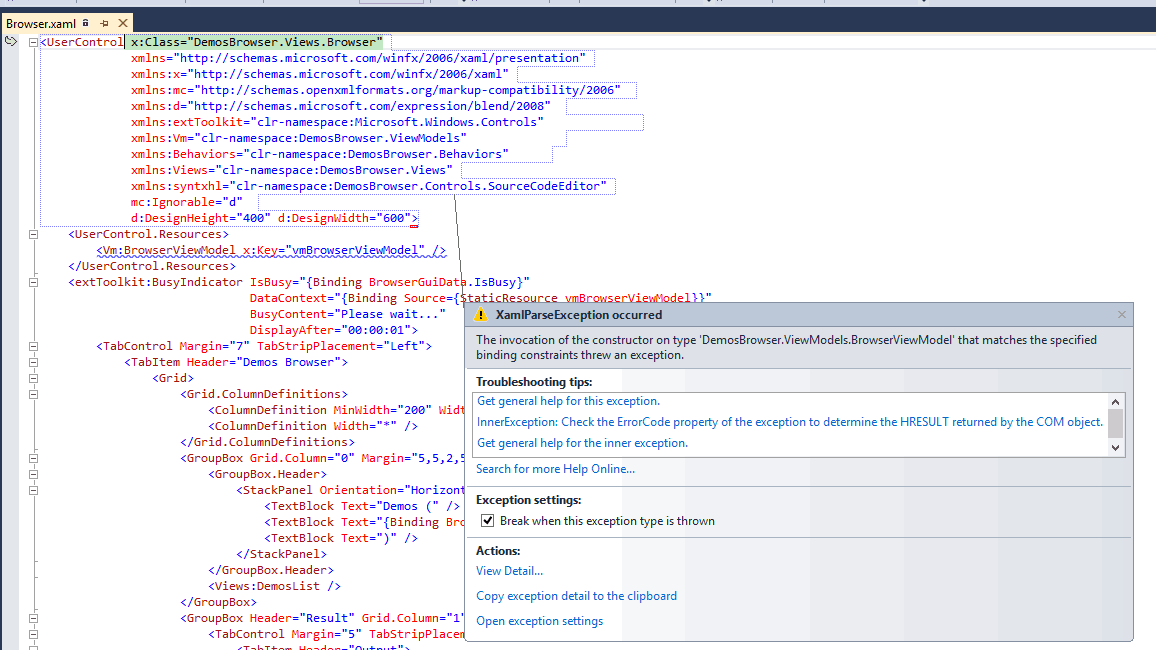 Browser.xaml
<UserControl x:Class="DemosBrowser.Views.Browser"
xmlns="http://schemas.microsoft.com/winfx/2006/xaml/presentation"
xmlns:x="http://schemas.microsoft.com/winfx/2006/xaml"
xmlns:mc="http://schemas.openxmlformats.org/markup-compatibility/2006"
xmlns:d="http://schemas.microsoft.com/expression/blend/2008"
xmlns:extToolkit="clr-namespace:Microsoft.Windows.Controls"
xmlns:Vm="clr-namespace:DemosBrowser.ViewModels"
xmlns:Behaviors="clr-namespace:DemosBrowser.Behaviors"
xmlns:Views="clr-namespace:DemosBrowser.Views"
xmlns:syntxhl="clr-namespace:DemosBrowser.Controls.SourceCodeEditor"
mc:Ignorable="d"
d:DesignHeight="400" d:DesignWidth="600">
<UserControl.Resources>
<Vm:BrowserViewModel x:Key="vmBrowserViewModel" />
</UserControl.Resources>
<extToolkit:BusyIndicator IsBusy="{Binding BrowserGuiData.IsBusy}"
DataContext="{Binding Source={StaticResource vmBrowserViewModel}}"
BusyContent="Please wait..."
DisplayAfter="00:00:01">
<TabControl Margin="7" TabStripPlacement="Left">
<TabItem Header="Demos Browser">
<Grid>
<Grid.ColumnDefinitions>
<ColumnDefinition MinWidth="200"
<ColumnDefinition Width="*" />
</Grid.ColumnDefinitions>
<GroupBox Grid.Column="0" Margin="5,5,2,5
<GroupBox.Header>
<StackPanel Orientation="Horizont
<TextBlock Text="Demos (" />
<TextBlock Text="{Binding Bro
<TextBlock Text=")" />
</StackPanel>
</GroupBox.Header>
<Views:DemosList />
</GroupBox>
<GroupBox Header="Result" Grid.Column="1"
<TabControl Margin="5" TabStripPlacem
<TabItem Header="Output">
XamlParseException occurred
The invocation of the constructor on type 'DemosBrowser.ViewModels.BrowserViewModel' that matches the specified
binding constraints threw an exception.
Troubleshooting tips:
Get general help for this exception.
InnerException: Check the ErrorCode property of the exception to determine the HRESULT returned by the COM object.
Get general help for the inner exception.
Search for more Help Online...
Exception settings:
Break when this exception type is thrown
Actions:
View Detail...
Copy exception detail to the clipboard
Open exception settings